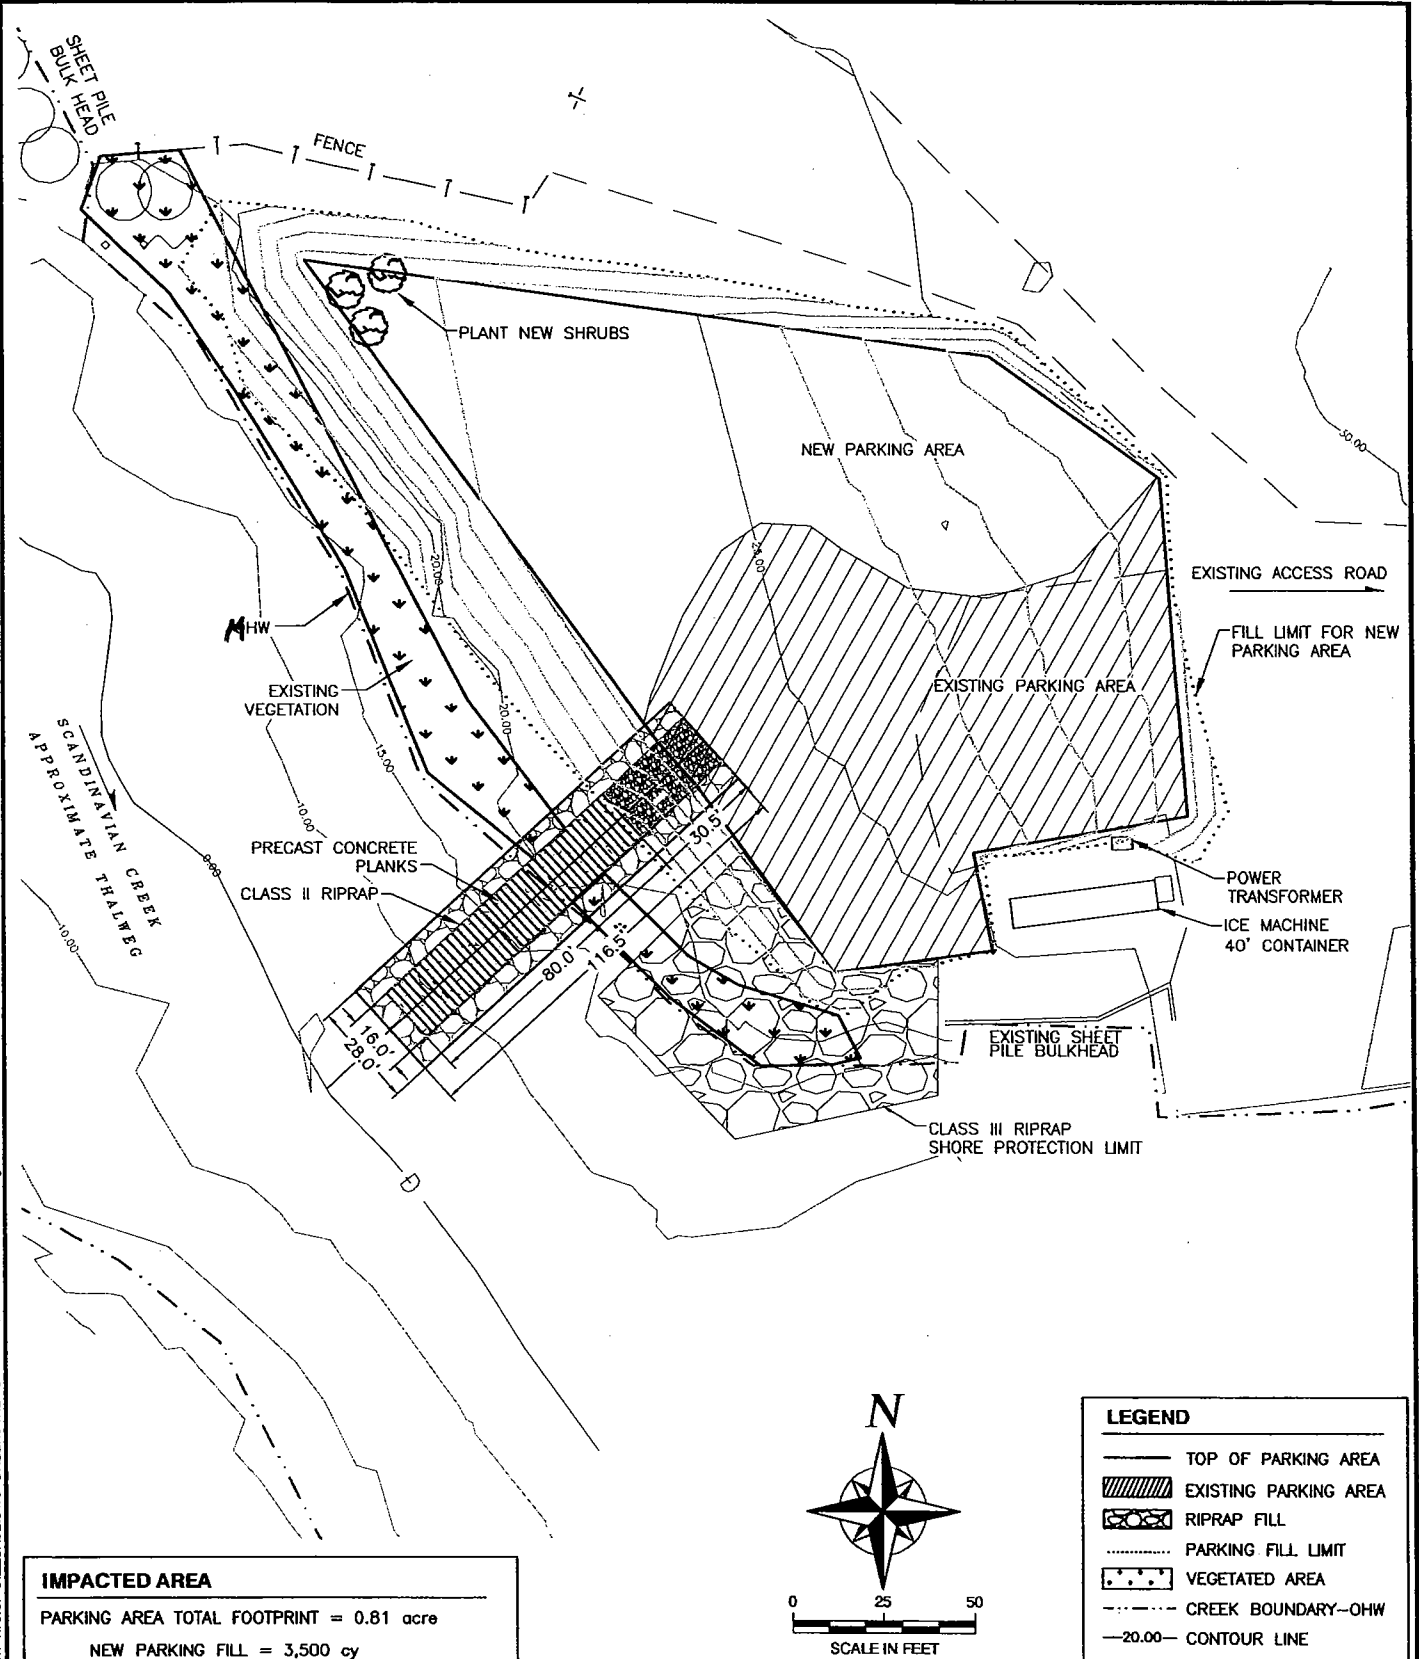 SHEET PILE
BULK HEAD
FENCE
PLANT NEW SHRUBS
NEW PARKING AREA
50.00
25.00
EXISTING ACCESS ROAD
20.00
MHW
FILL LIMIT FOR NEW
PARKING AREA
EXISTING PARKING AREA
EXISTING
VEGETATION
20.00
15.00
SCANDINAVIAN CREEK
APPROXIMATE THALWEG
10.00
0.00
30.5'
PRECAST CONCRETE
PLANKS
CLASS II RIPRAP
POWER
TRANSFORMER
ICE MACHINE
40' CONTAINER
-10.00
80.0'
116.5'
16.0'
28.0'
EXISTING SHEET
PILE BULKHEAD
CLASS III RIPRAP
SHORE PROTECTION LIMIT
N
0 25 50
SCALE IN FEET
LEGEND
TOP OF PARKING AREA
EXISTING PARKING AREA
RIPRAP FILL
PARKING FILL LIMIT
VEGETATED AREA
CREEK BOUNDARY-OHW
20.00 CONTOUR LINE
IMPACTED AREA
PARKING AREA TOTAL FOOTPRINT = 0.81 acre
NEW PARKING FILL = 3,500 cy